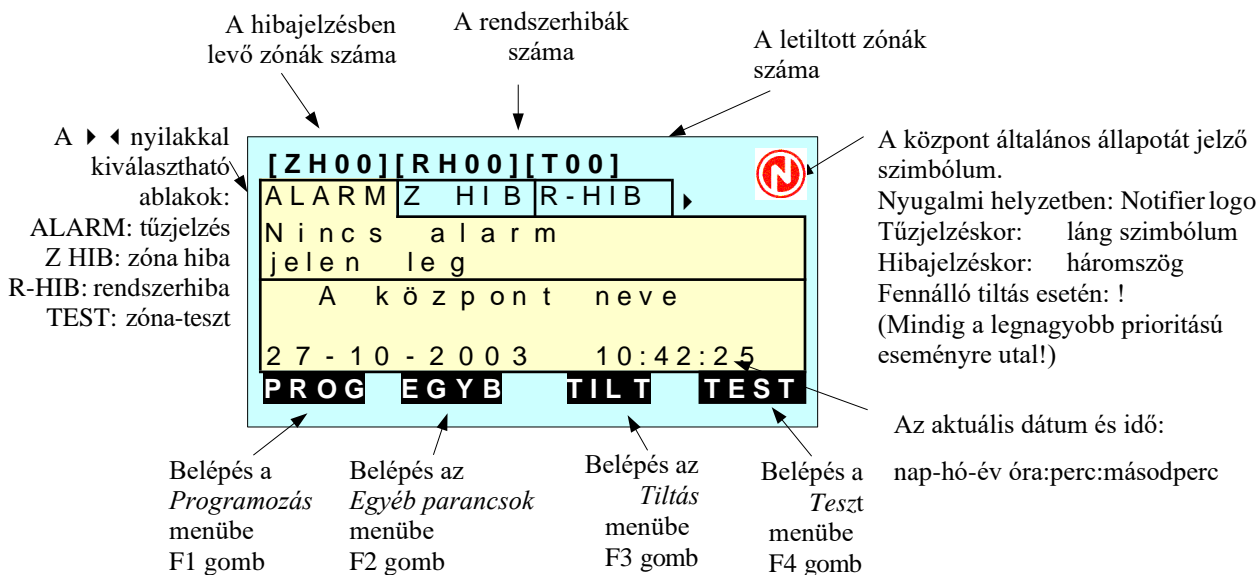 A hibajelzésben
levő zónák száma
A rendszerhibák
száma
A letiltott zónák
száma
A ▶ ◀ nyilakkal
kiválasztható
ablakok:
ALARM: tűzjelzés
Z HIB: zóna hiba
R-HIB: rendszerhiba
TEST: zóna-teszt
[ZH00][RH00][T00]
N
ALARM Z HIB R-HIB ▶
Nincs alarm
jelen leg
A központ neve
27-10-2003 10:42:25
PROG EGYB TILT TEST
A központ általános állapotát jelző
szimbólum.
Nyugalmi helyzetben: Notifier logo
Tűzjelzéskor: láng szimbólum
Hibajelzéskor: háromszög
Fennálló tiltás esetén: !
(Mindig a legnagyobb prioritású
eseményre utal!)
Az aktuális dátum és idő:
nap-hó-év óra:perc:másodperc
Belépés a
Programozás
menübe
F1 gomb
Belépés az
Egyéb parancsok
menübe
F2 gomb
Belépés az
Tiltás
menübe
F3 gomb
Belépés a
Teszt
menübe
F4 gomb